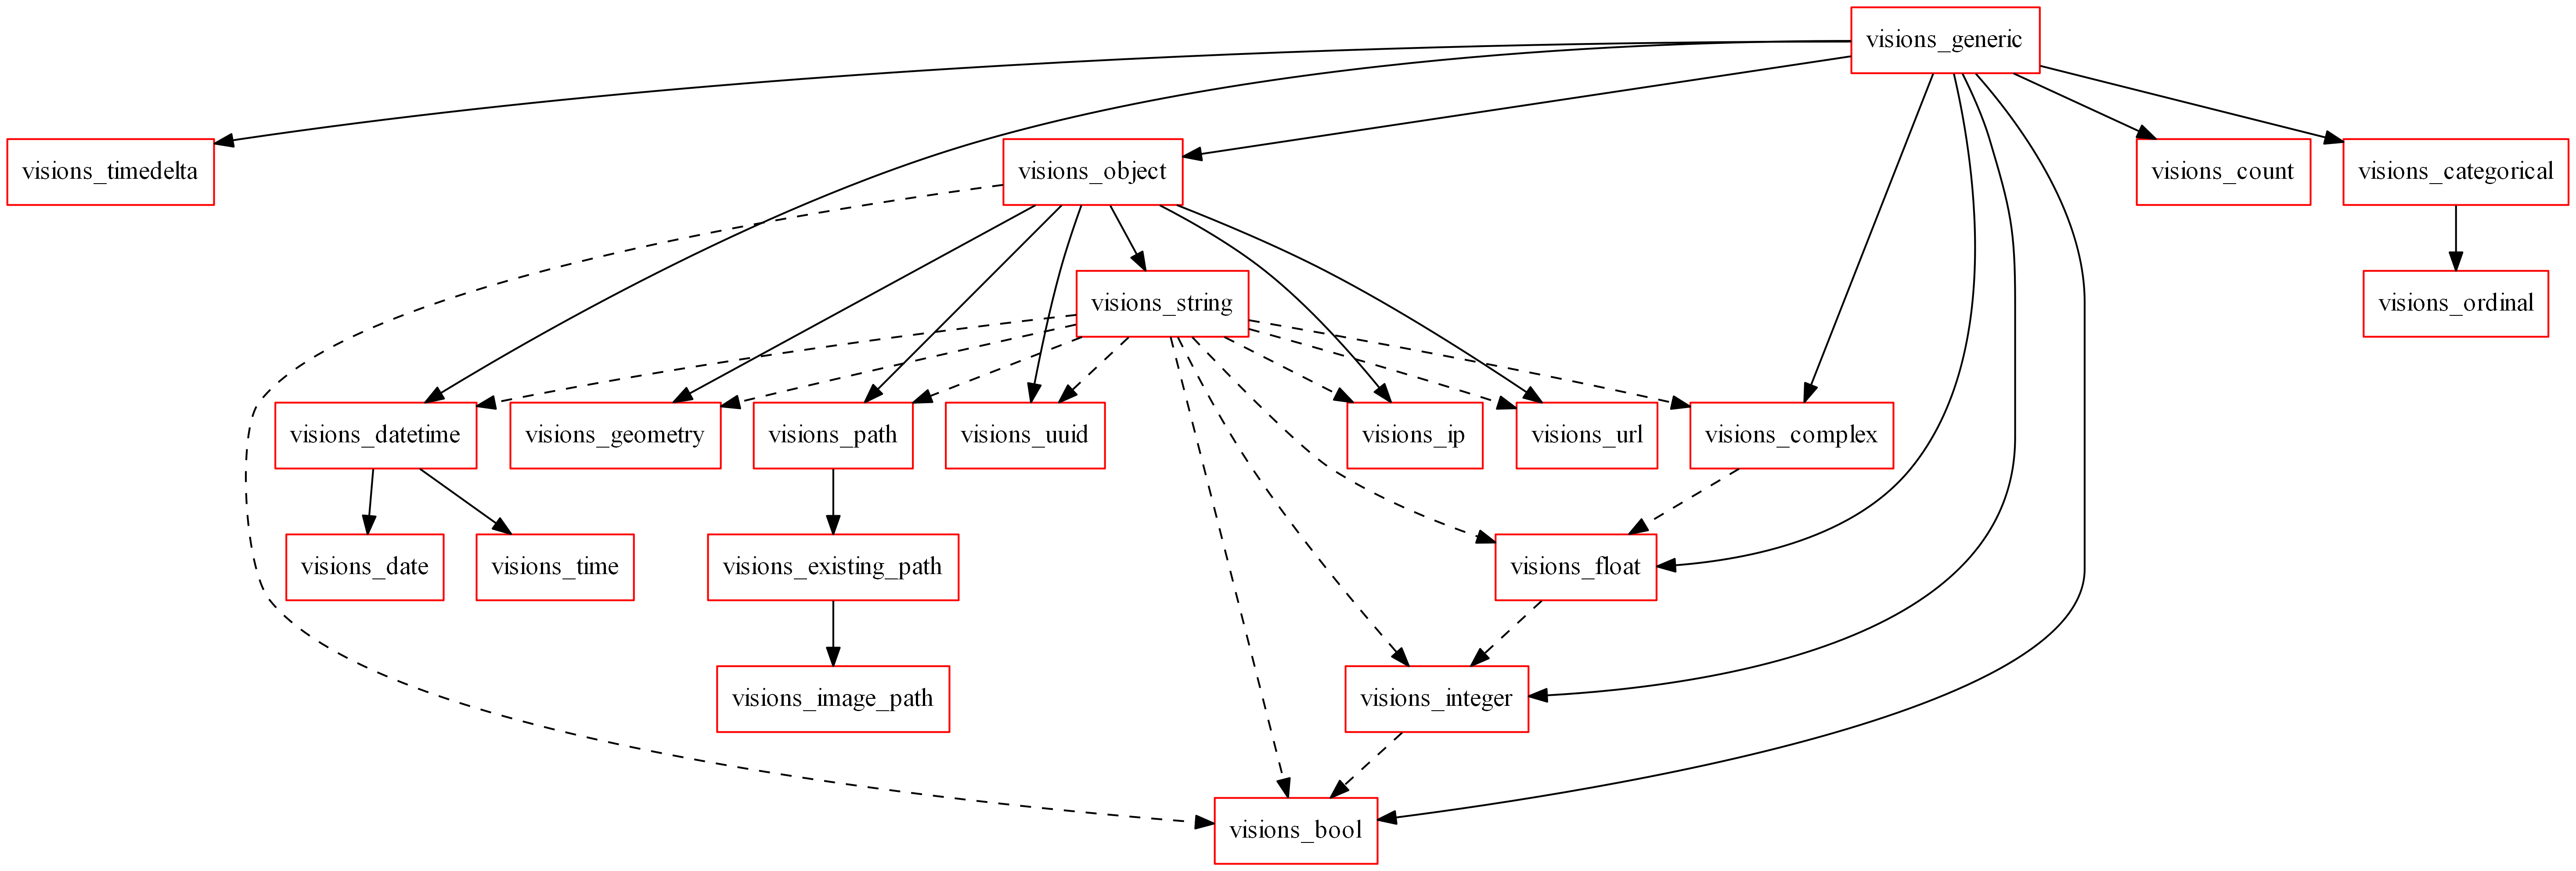 visions_generic
visions_timedelta
visions_object
visions_count
visions_categorical
visions_string
visions_ordinal
visions_datetime
visions_geometry
visions_path
visions_uuid
visions_ip
visions_url
visions_complex
visions_date
visions_time
visions_existing_path
visions_float
visions_image_path
visions_integer
visions_bool